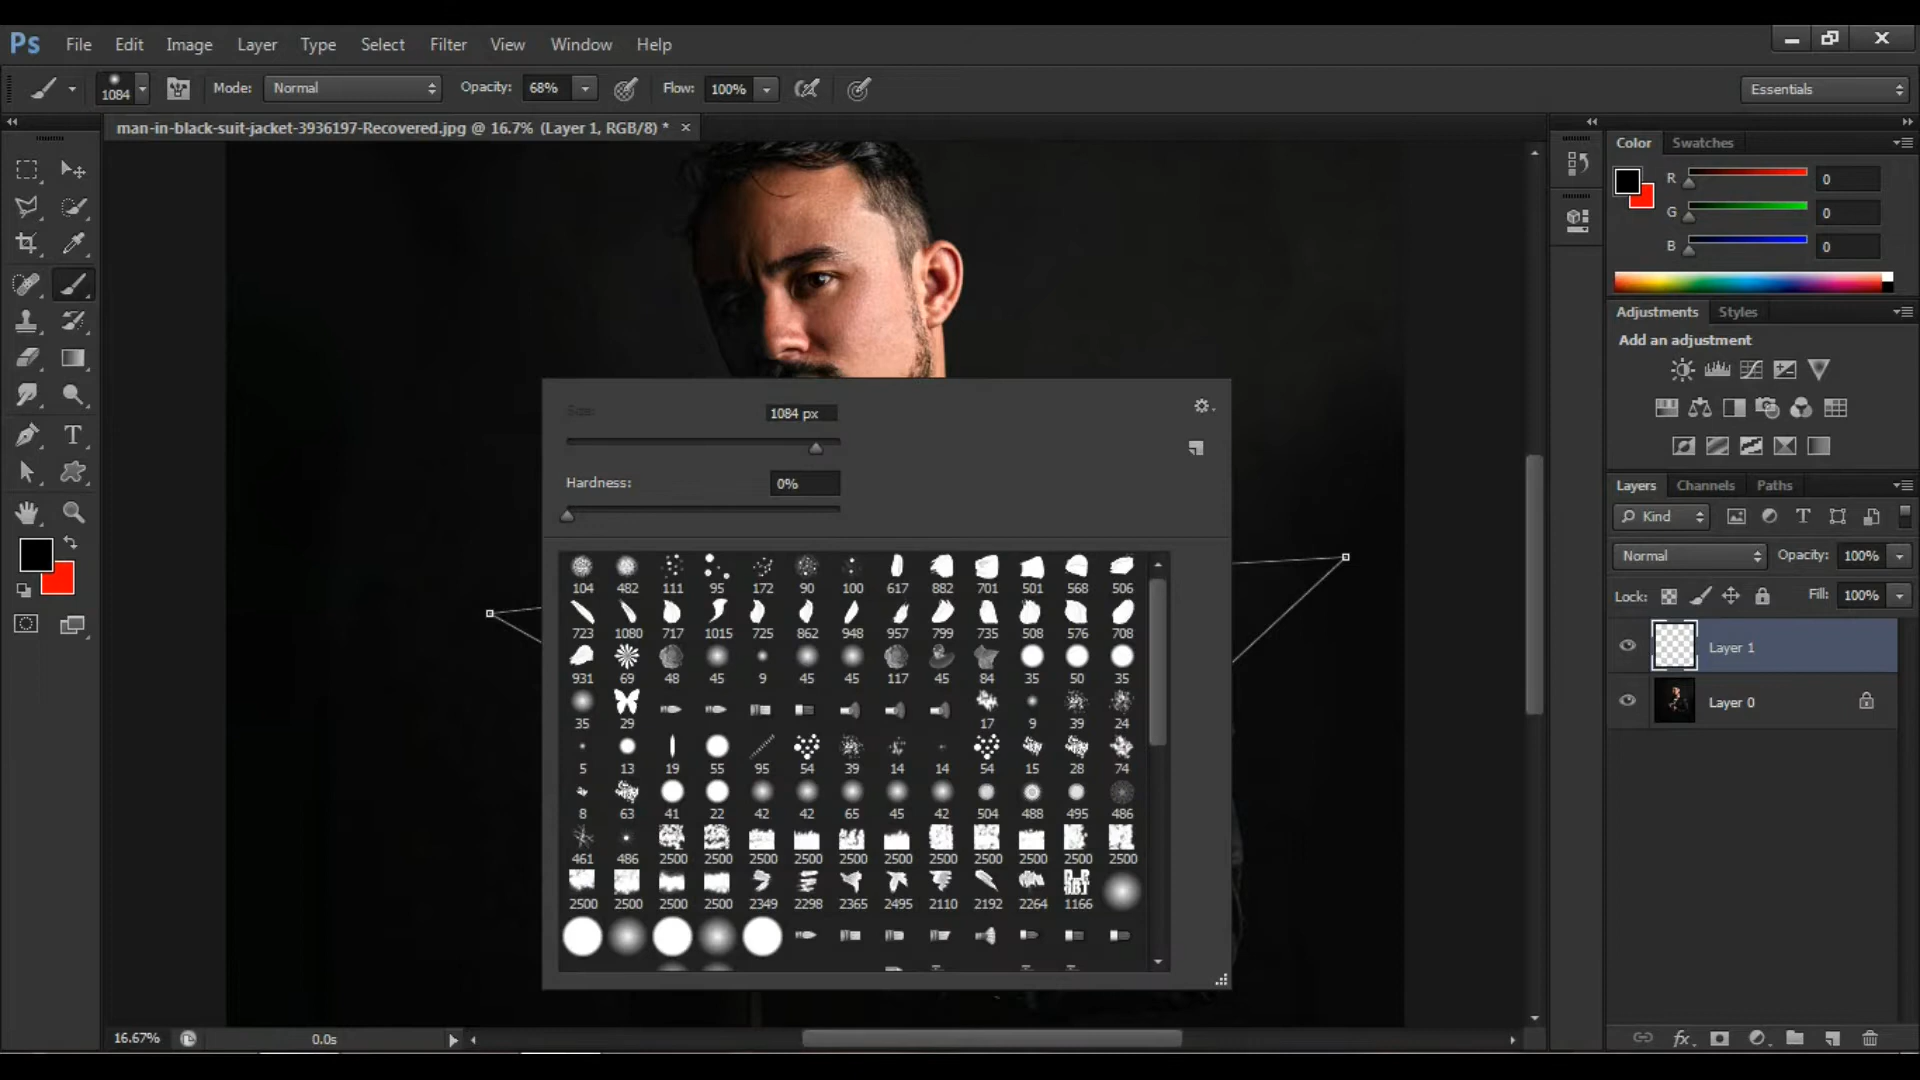 Ps File Edit Image Layer Type Select Filter View Window Help
1084 Mode: Normal Opacity: 68% Flow: 100% Essentials
man-in-black-suit-jacket-3936197-Recovered.jpg @ 16.7% (Layer 1, RGB/8) * ×
Color Swatches
R 0
G 0
B 0
Adjustments Styles
Add an adjustment
Size: 1084 px
Hardness: 0%
104 482 111 95 172 90 100 617 882 701 501 568 506
723 1080 717 1015 725 862 948 957 799 735 508 576 708
931 69 48 45 9 45 45 117 45 84 35 50 35
35 29 17 9 39 24
5 13 19 55 95 54 39 14 14 54 15 28 74
8 63 41 22 42 42 65 45 42 504 488 495 486
461 486 2500 2500 2500 2500 2500 2500 2500 2500 2500 2500 2500
2500 2500 2500 2500 2349 2298 2365 2495 2110 2192 2264 1166
Layers Channels Paths
Kind
Normal Opacity: 100%
Lock: Fill: 100%
Layer 1
Layer 0
16.67% 0.0s
fx